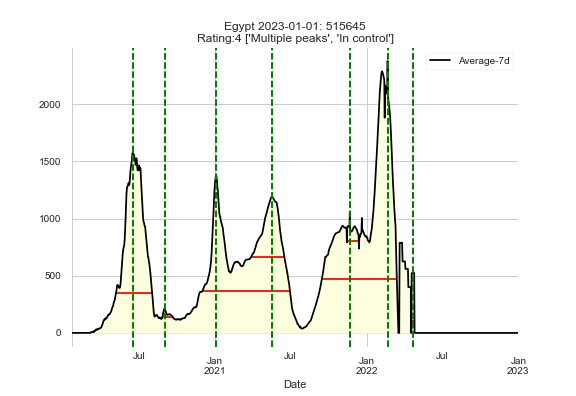 Egypt 2023-01-01: 515645
Rating:4 ['Multiple peaks', 'In control']
Average-7d
2000
1500
1000
500
0
Jul
Jan
2021
Jul
Jan
2022
Jul
Jan
2023
Date